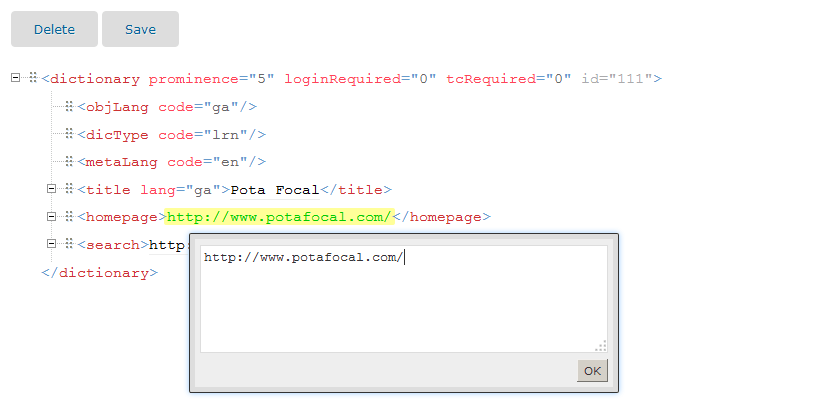 Delete Save
<dictionary prominence="5" loginRequired="0" tcRequired="0" id="111">
<objLang code="ga"/>
<dicType code="lrn"/>
<metaLang code="en"/>
<title lang="ga">Pota Focal</title>
<homepage>http://www.potafocal.com/</homepage>
<search>http:
</dictionary>
http://www.potafocal.com/
OK